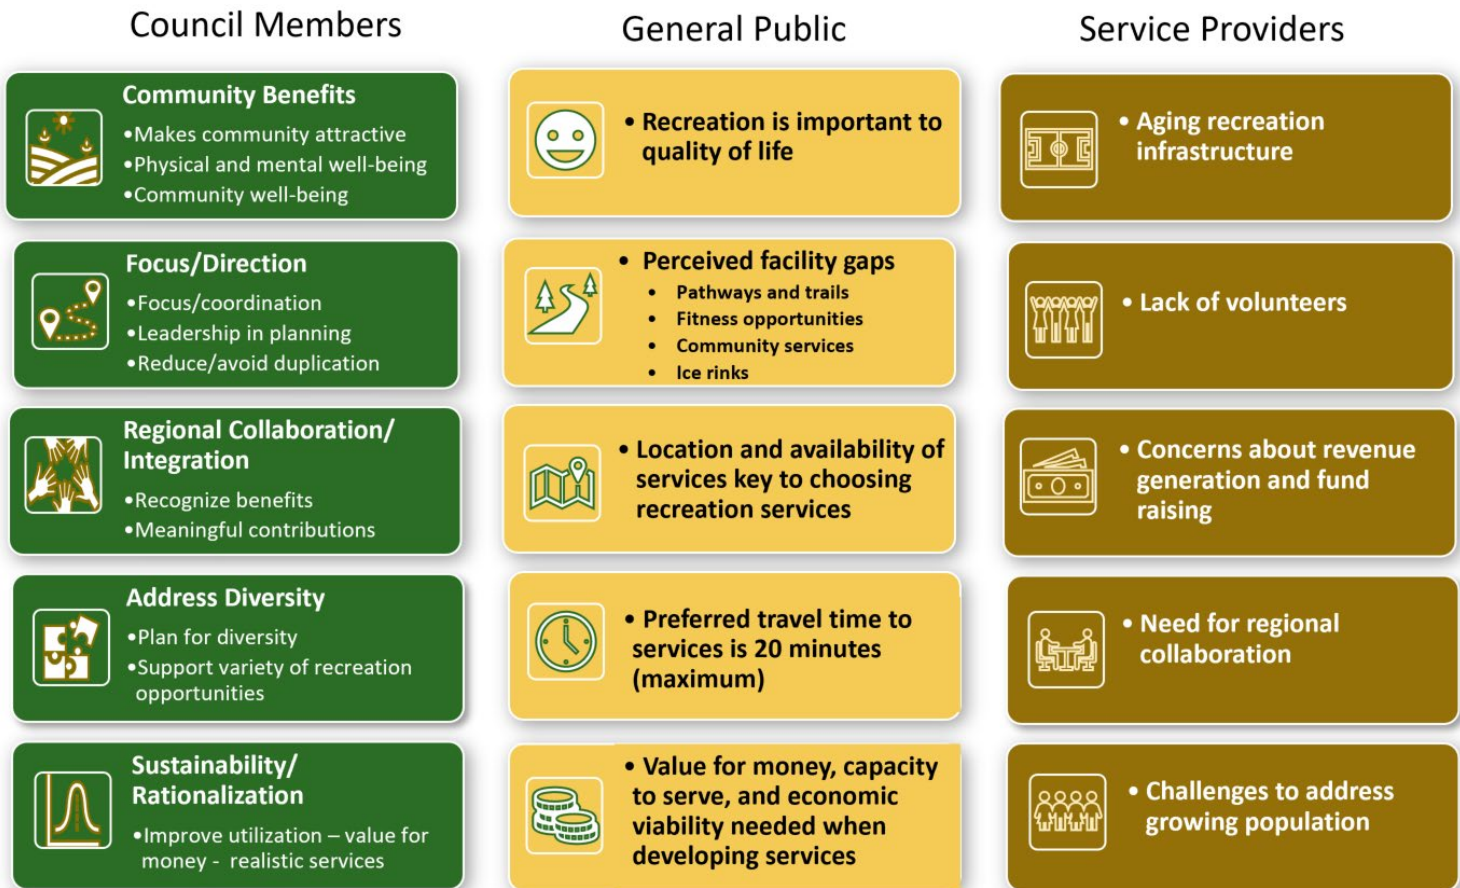 Council Members
Community Benefits
•Makes community attractive
•Physical and mental well-being
•Community well-being
Focus/Direction
•Focus/coordination
•Leadership in planning
•Reduce/avoid duplication
Regional Collaboration/
Integration
•Recognize benefits
•Meaningful contributions
Address Diversity
•Plan for diversity
•Support variety of recreation
opportunities
Sustainability/
Rationalization
•Improve utilization – value for
money - realistic services
General Public
• Recreation is important to
quality of life
• Perceived facility gaps
• Pathways and trails
• Fitness opportunities
• Community services
• Ice rinks
• Location and availability of
services key to choosing
recreation services
• Preferred travel time to
services is 20 minutes
(maximum)
• Value for money, capacity
to serve, and economic
viability needed when
developing services
Service Providers
• Aging recreation
infrastructure
• Lack of volunteers
• Concerns about revenue
generation and fund
raising
• Need for regional
collaboration
• Challenges to address
growing population